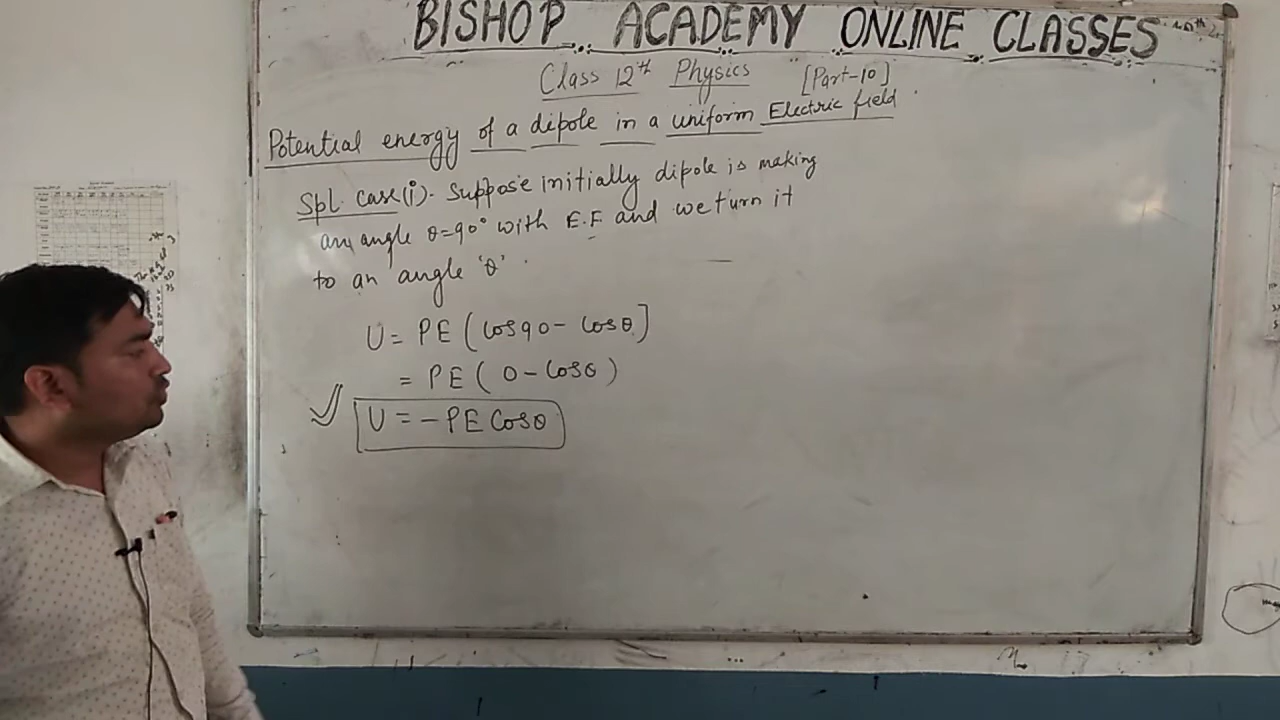 BISHOP ACADEMY ONLINE CLASSES
Class 12th Physics [Part-10]
Potential energy of a dipole in a uniform Electric field
Spl. Case(i)- Suppose initially dipole is making
an angle θ=90° with E.F and we turn it
to an angle 'θ'.
U = PE (Cos90 - Cosθ]
= PE ( 0 - Cosθ )
U = -PE Cosθ